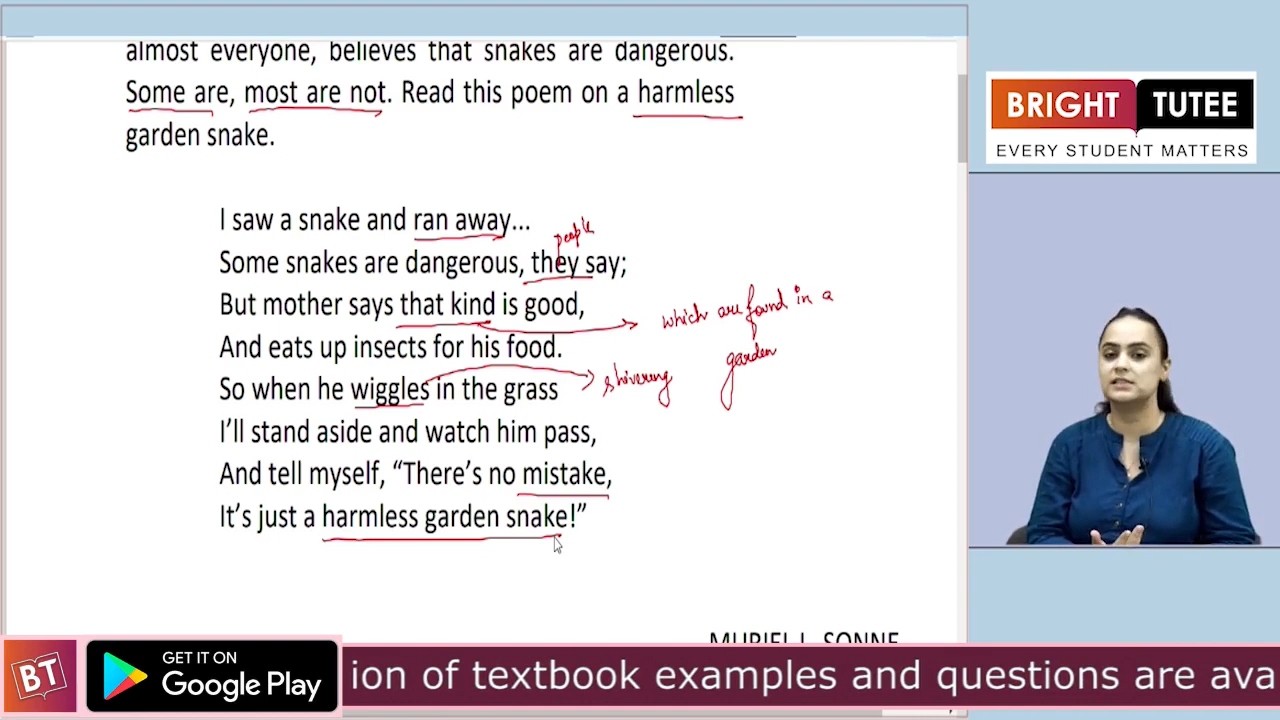 almost everyone, believes that snakes are dangerous.
Some are, most are not. Read this poem on a harmless
garden snake.
I saw a snake and ran away...
people
Some snakes are dangerous, they say;
But mother says that kind is good,
which are found in a
garden
And eats up insects for his food.
So when he wiggles in the grass
shivering
I'll stand aside and watch him pass,
And tell myself, "There's no mistake,
It's just a harmless garden snake!"
MURIEL L. SONNE
BRIGHT TUTEE
EVERY STUDENT MATTERS
BT
GET IT ON
Google Play
ion of textbook examples and questions are ava